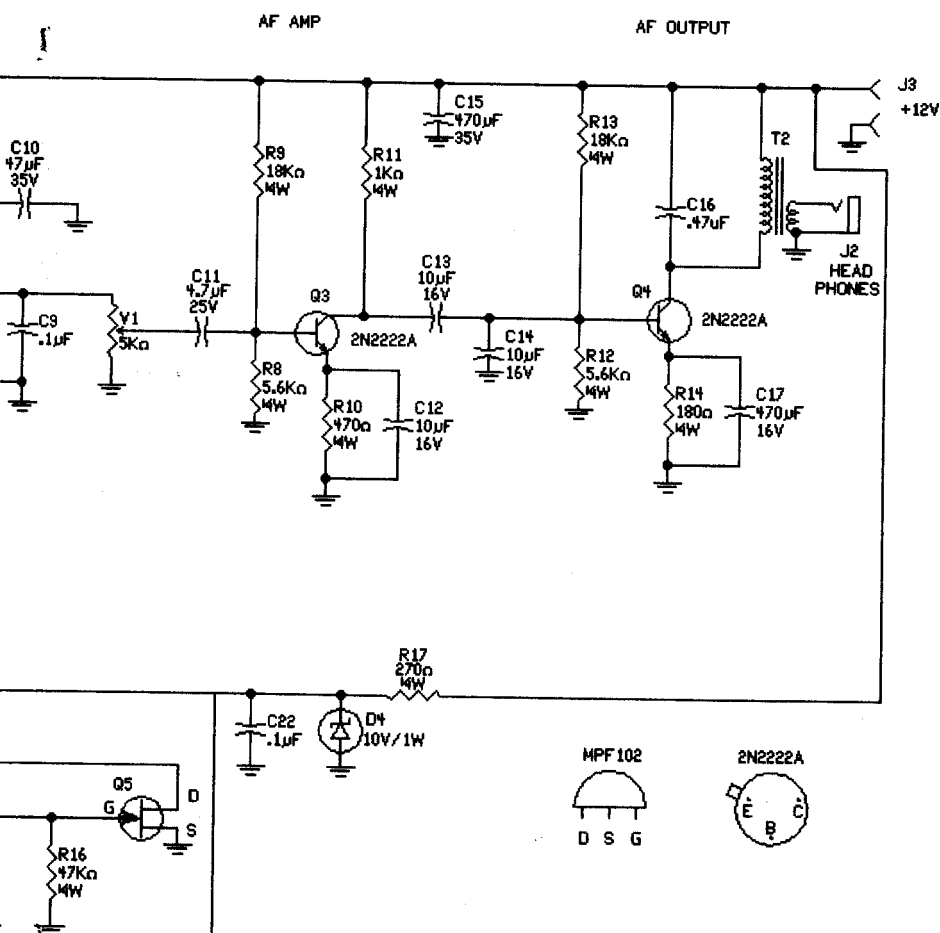 AF AMP
AF OUTPUT
J3
+12V
C15
470µF
35V
R13
18KΩ
¼W
T2
C10
47µF
35V
R9
18KΩ
¼W
R11
1KΩ
¼W
C16
.47uF
J2
HEAD
PHONES
C11
4.7µF
25V
C13
10µF
16V
Q3
2N2222A
Q4
2N2222A
C9
.1µF
V1
5KΩ
C14
10µF
16V
R12
5.6KΩ
¼W
R8
5.6KΩ
¼W
R10
470Ω
¼W
C12
10µF
16V
R14
180Ω
¼W
C17
470µF
16V
R17
270Ω
¼W
C22
.1µF
D4
10V/1W
MPF102
D S G
2N2222A
E
B
C
Q5
G
D
S
R16
47KΩ
¼W